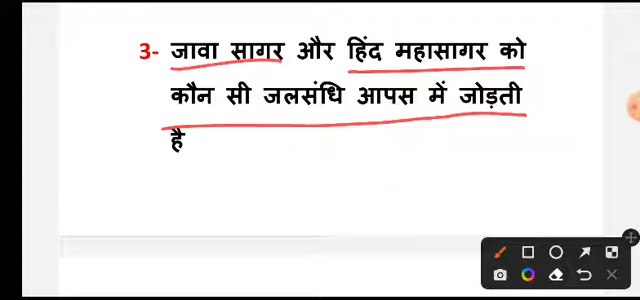 3- जावा सागर और हिंद महासागर को
कौन सी जलसंधि आपस में जोड़ती
है